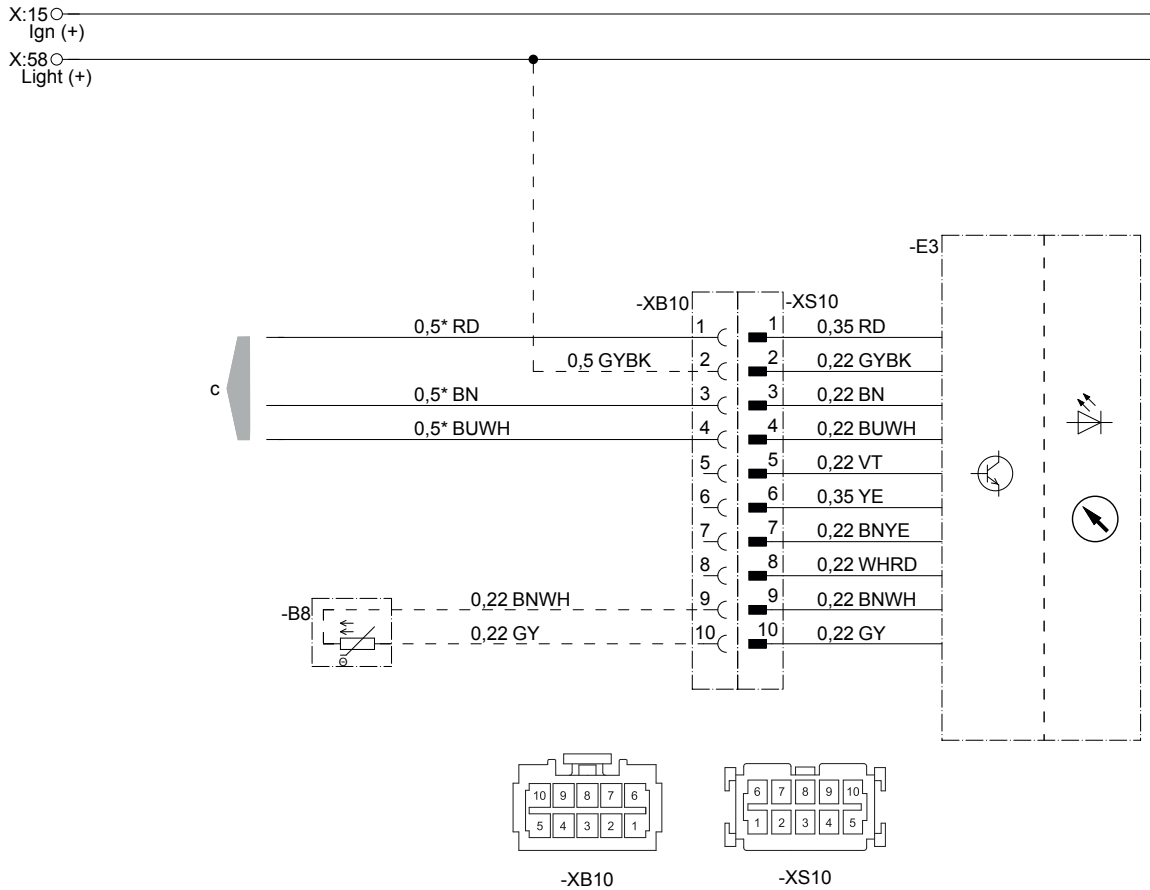 X:15
Ign (+)
X:58
Light (+)
-E3
-XB10 -XS10
0,5* RD 1 1 0,35 RD
0,5 GYBK 2 2 0,22 GYBK
c
0,5* BN 3 3 0,22 BN
0,5* BUWH 4 4 0,22 BUWH
5 5 0,22 VT
6 6 0,35 YE
7 7 0,22 BNYE
8 8 0,22 WHRD
-B8
0,22 BNWH 9 9 0,22 BNWH
0,22 GY 10 10 0,22 GY
Θ
10 9 8 7 6
5 4 3 2 1
-XB10
6 7 8 9 10
1 2 3 4 5
-XS10